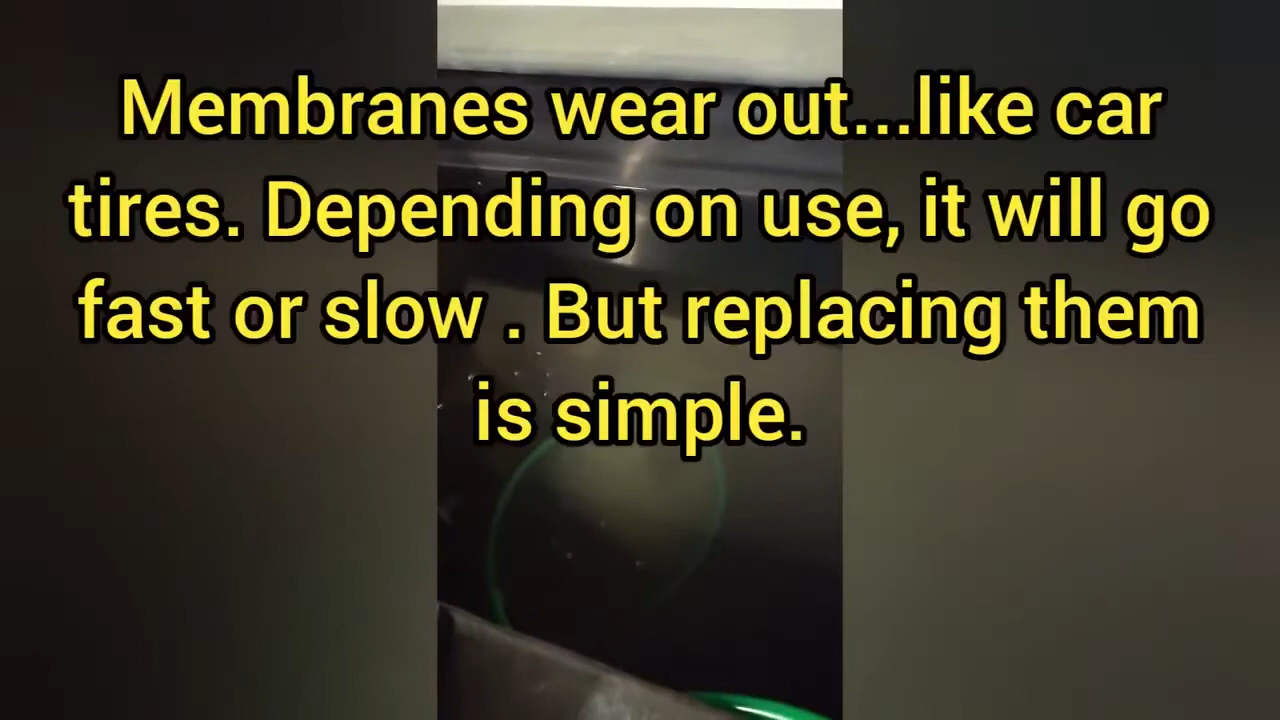 Membranes wear out...like car
tires. Depending on use, it will go
fast or slow . But replacing them
is simple.